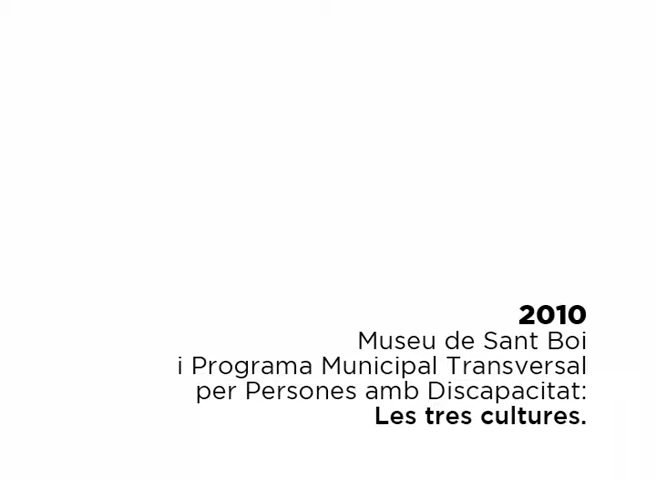 2010
Museu de Sant Boi
i Programa Municipal Transversal
per Persones amb Discapacitat:
Les tres cultures.